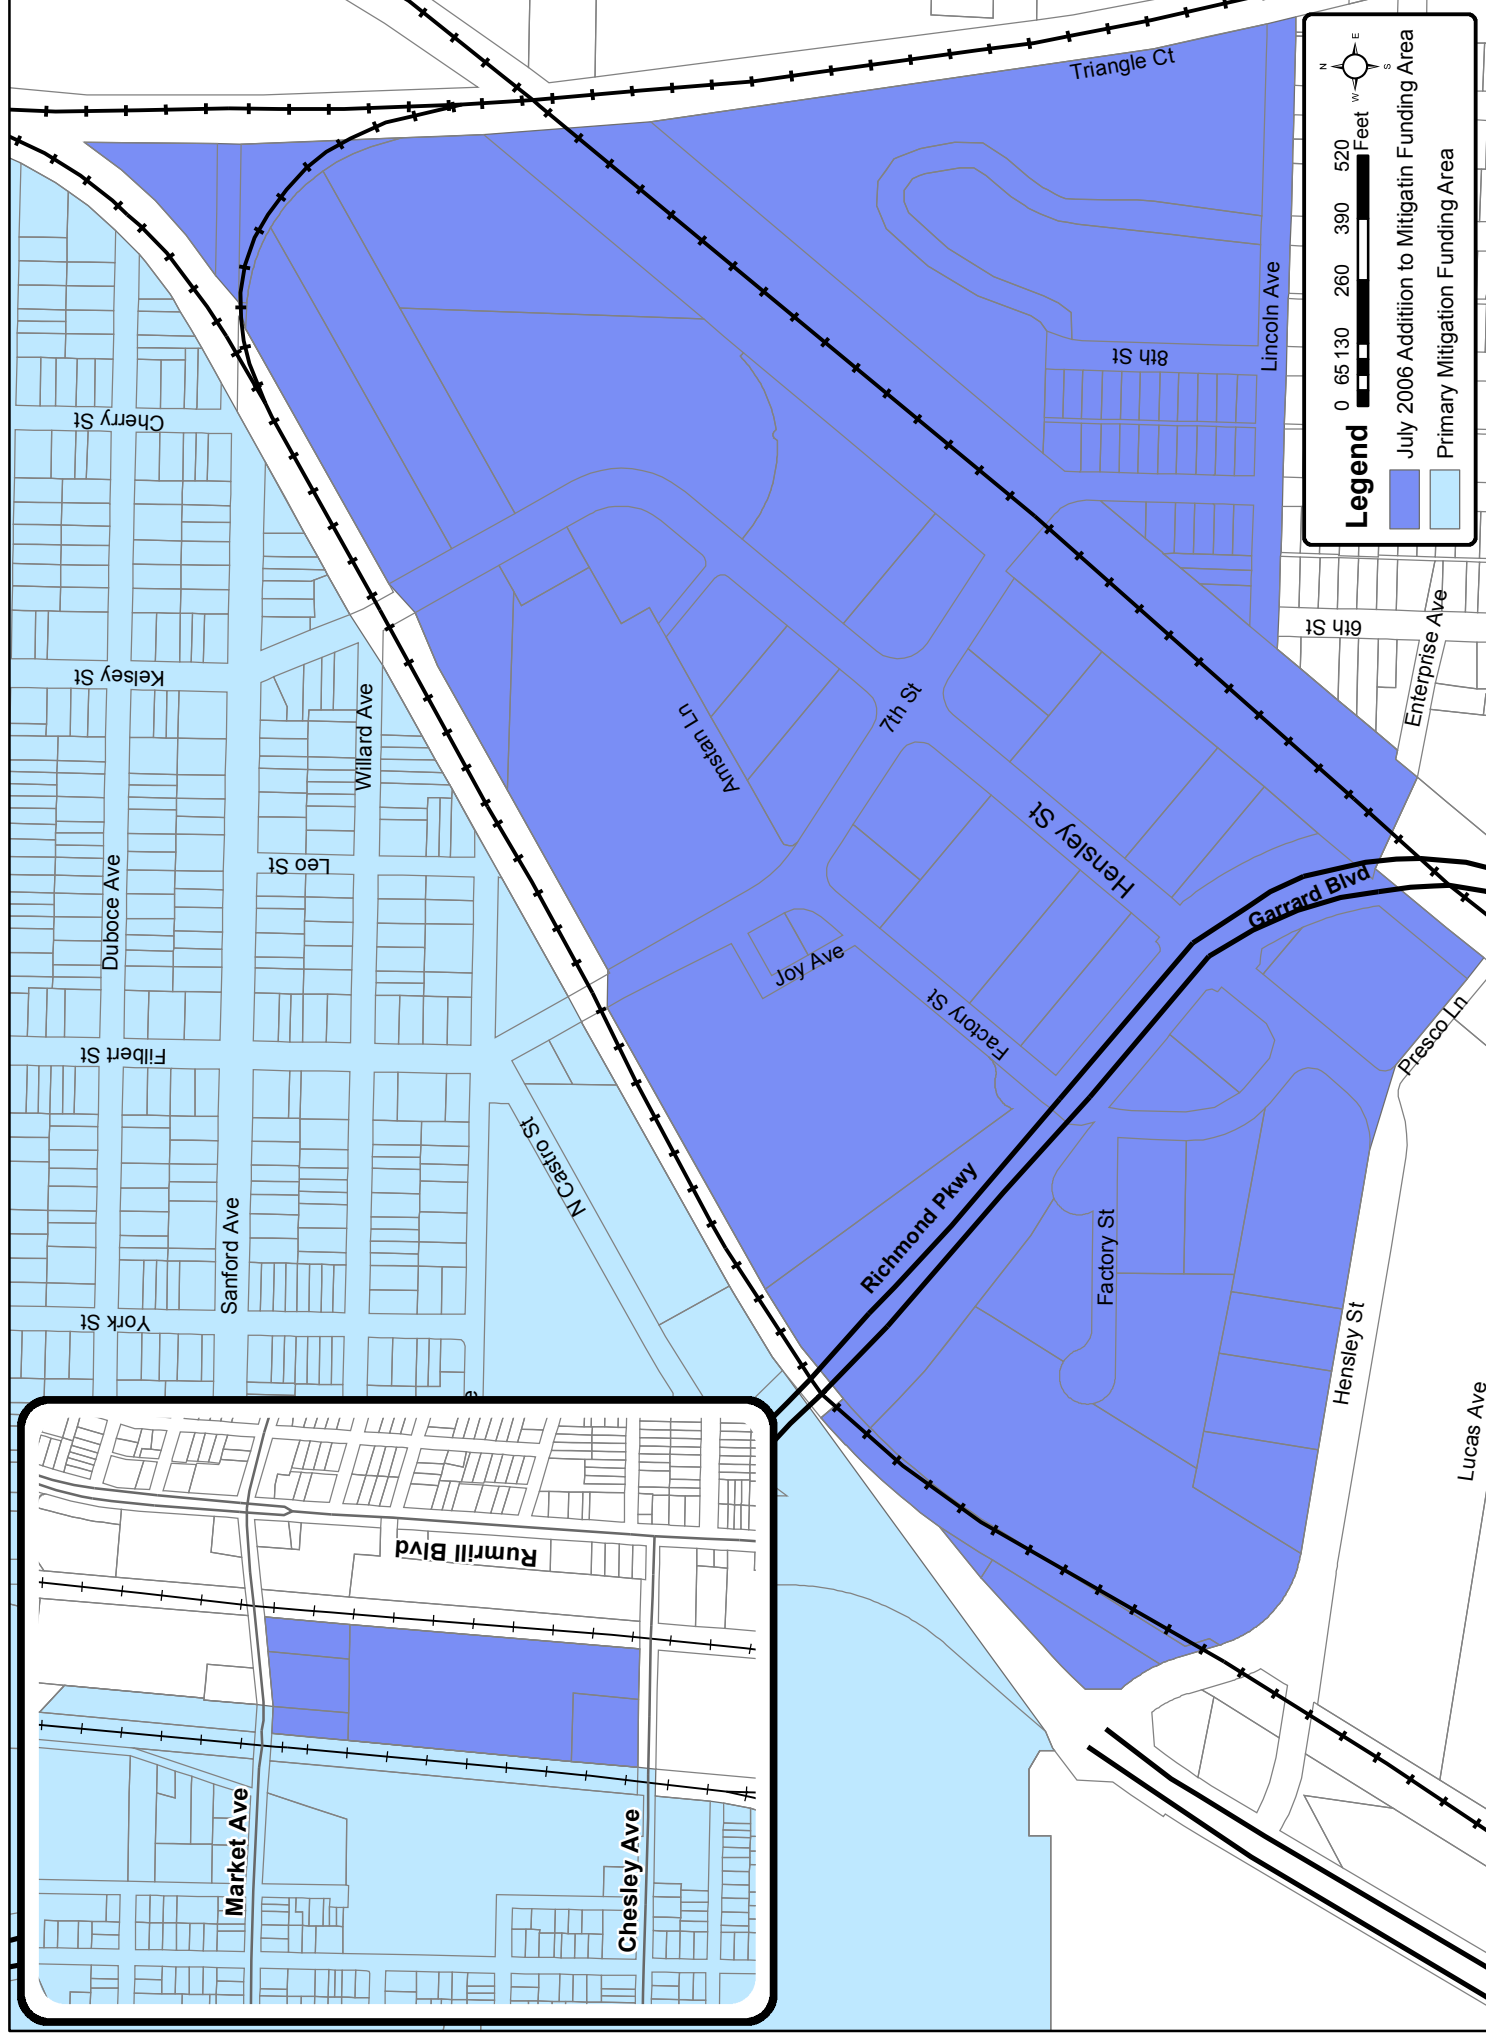 Cherry St
Kelsey St
Willard Ave
Duboce Ave
Leo St
Filbert St
Sanford Ave
York St
N Castro St
Triangle Ct
Lincoln Ave
8th St
6th St
Enterprise Ave
7th St
Amstan Ln
Hensley St
Joy Ave
Factory St
Garrard Blvd
Presco Ln
Richmond Pkwy
Factory St
Hensley St
Lucas Ave
e
Rumrill Blvd
Market Ave
Chesley Ave
Legend
0 65 130 260 390 520
Feet
N
E
S
W
July 2006 Additiion to Mitigatin Funding Area
Primary Mitigation Funding Area